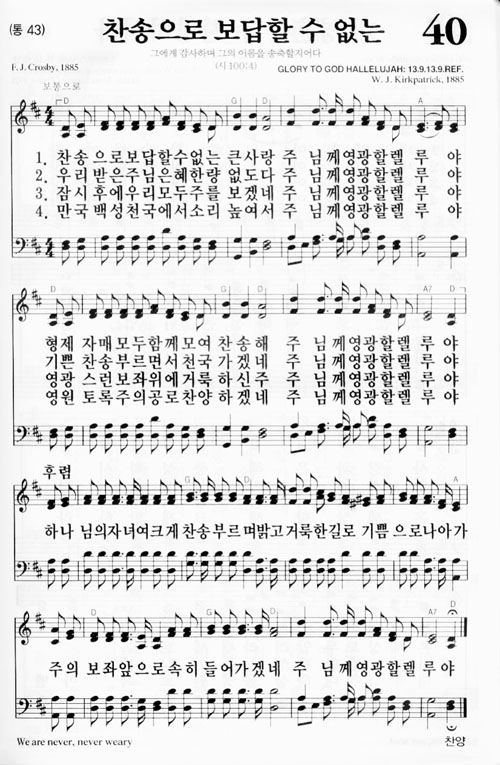 (통 43) 찬송으로 보답할 수 없는 40
그에게 감사하며 그의 이름을 송축할지어다
F. J. Crosby, 1885 (시 100:4) GLORY TO GOD HALLELUJAH: 13.9.13.9.REF.
W. J. Kirkpatrick, 1885
보통으로
D G D A7 D
1. 찬송으로보답할수없는 큰사랑 주 님께영광할렐 루 야
2. 우리 받은주님은혜한량 없도다 주 님께영광할렐 루 야
3. 잠시후에우리모두주를 보겠네 주 님께영광할렐 루 야
4. 만국 백성천국에서소리 높여서 주 님께영광할렐 루 야
D G D A7 D
형제 자매모두함께모여 찬송해 주 님께영광할렐 루 야
기쁜 찬송부르면서천국 가겠네 주 님께영광할렐 루 야
영광 스런보좌위에거룩 하신주 주 님께영광할렐 루 야
영원 토록주의공로찬양 하겠네 주 님께영광할렐 루 야
후렴
D G D A7
하나 님의자녀여크게찬송부르며밝고거룩한길로 기쁨 으로나아가
D G D A7 D
주의 보좌앞으로속히들어가겠네 주 님께영광할렐루야
We are never, never weary 찬양